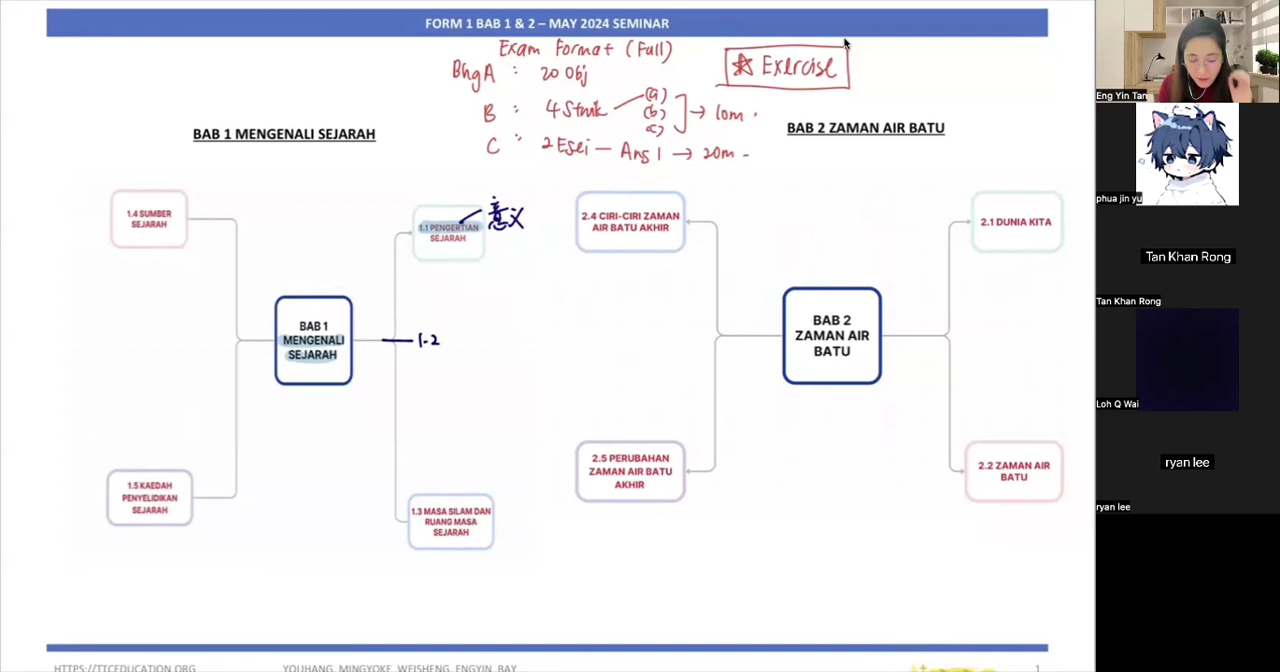 FORM 1 BAB 1 & 2 – MAY 2024 SEMINAR
Exam Format (Full)
BhgA : 20 Obj
B : 4 Struk (a) (b) (c) → 10m.
C : 2 Esei — Ans 1 → 20m -
☆ Exercise
BAB 1 MENGENALI SEJARAH
1.4 SUMBER
SEJARAH
1.1 PENGERTIAN
SEJARAH
意义
BAB 1
MENGENALI
SEJARAH
1.2
1.5 KAEDAH
PENYELIDIKAN
SEJARAH
1.3 MASA SILAM DAN
RUANG MASA
SEJARAH
BAB 2 ZAMAN AIR BATU
2.4 CIRI-CIRI ZAMAN
AIR BATU AKHIR
2.1 DUNIA KITA
BAB 2
ZAMAN AIR
BATU
2.5 PERUBAHAN
ZAMAN AIR BATU
AKHIR
2.2 ZAMAN AIR
BATU
HTTPS://TTCEDUCATION.ORG
YOUHANG_MINGYOKE_WEISHENG_ENGYIN_BAY
1
Eng Yin Tan
phua jin yu
Tan Khan Rong
Tan Khan Rong
Loh Q Wai
ryan lee
ryan lee